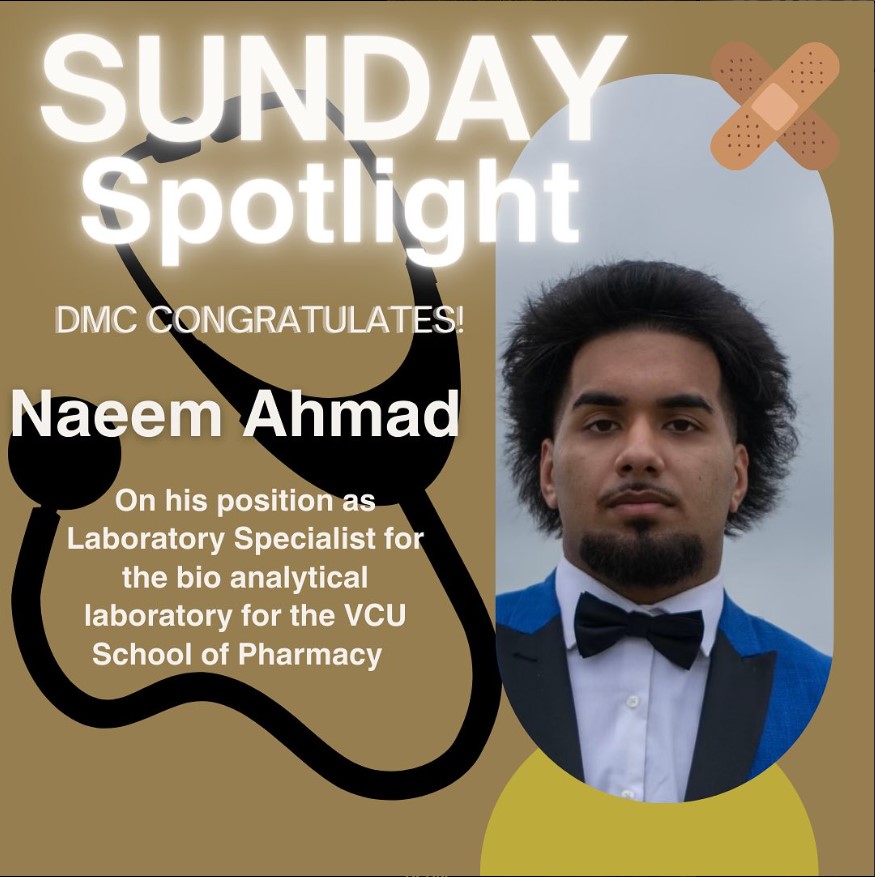 SUNDAY
Spotlight
DMC CONGRATULATES!
Naeem Ahmad
On his position as
Laboratory Specialist for
the bio analytical
laboratory for the VCU
School of Pharmacy